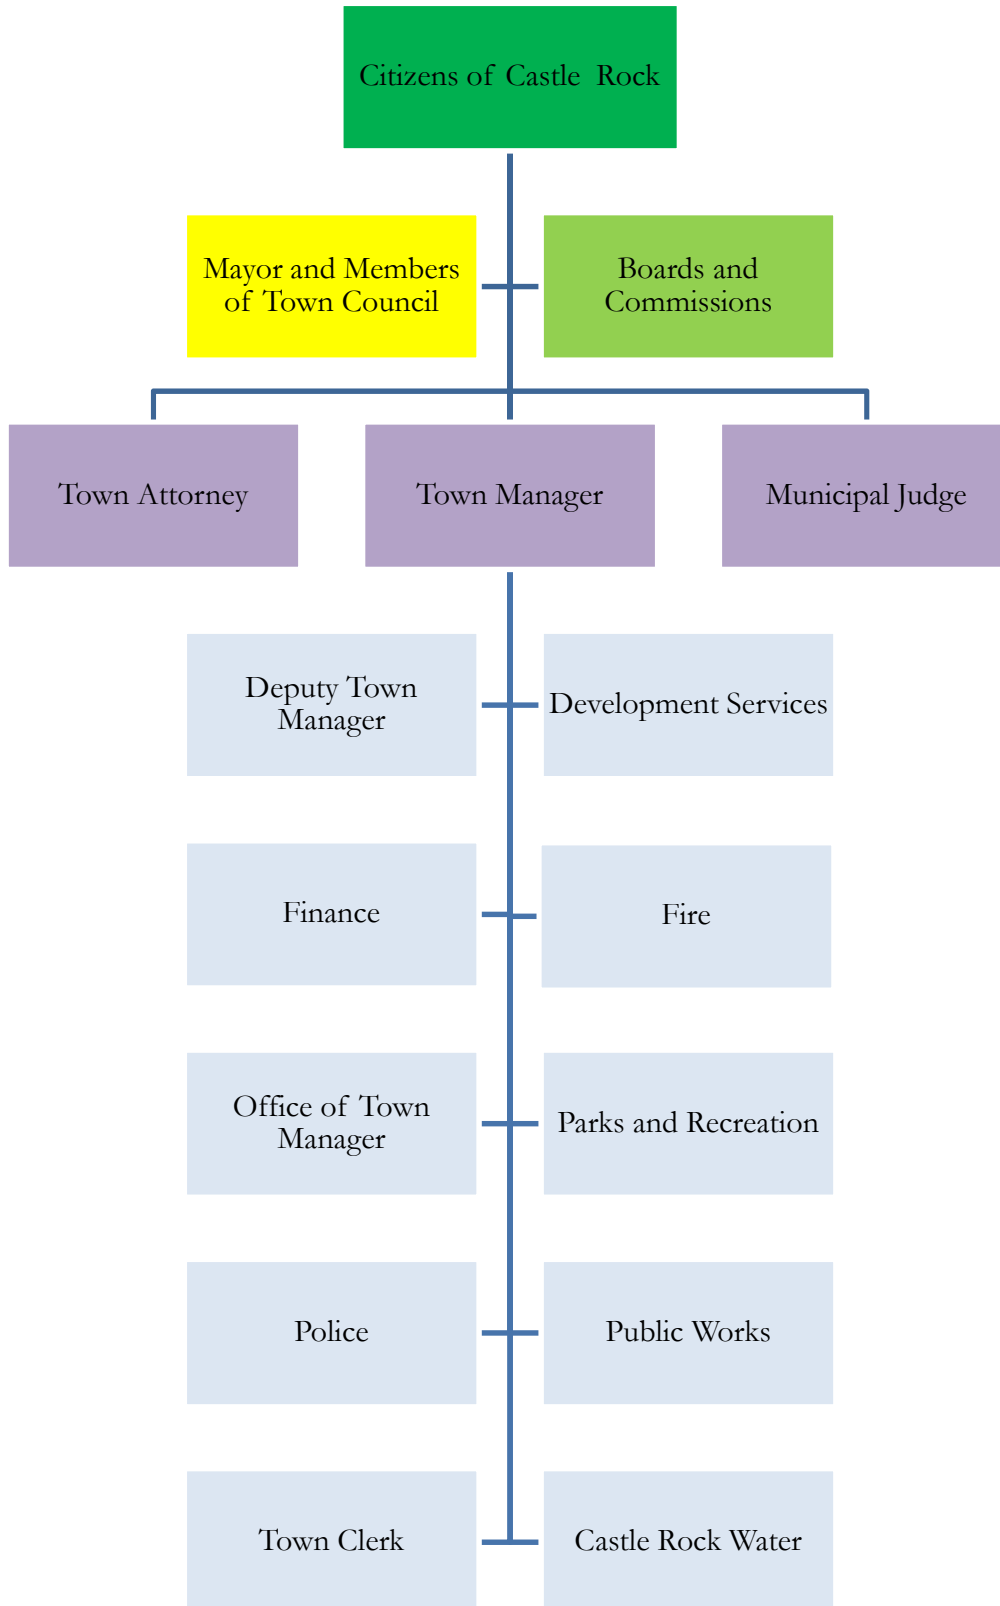 Citizens of Castle Rock
Mayor and Members
of Town Council
Boards and
Commissions
Town Attorney
Town Manager
Municipal Judge
Deputy Town
Manager
Development Services
Finance
Fire
Office of Town
Manager
Parks and Recreation
Police
Public Works
Town Clerk
Castle Rock Water